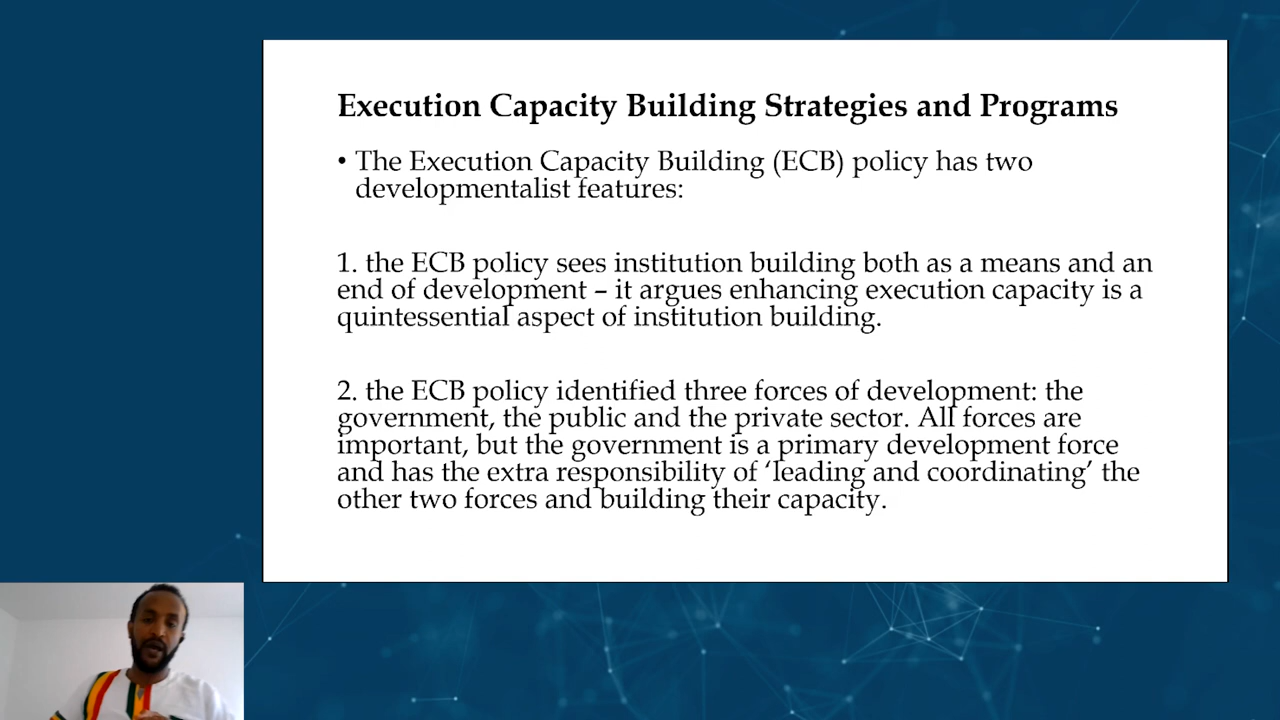 Execution Capacity Building Strategies and Programs
• The Execution Capacity Building (ECB) policy has two
developmentalist features:
1. the ECB policy sees institution building both as a means and an
end of development – it argues enhancing execution capacity is a
quintessential aspect of institution building.
2. the ECB policy identified three forces of development: the
government, the public and the private sector. All forces are
important, but the government is a primary development force
and has the extra responsibility of ‘leading and coordinating’ the
other two forces and building their capacity.